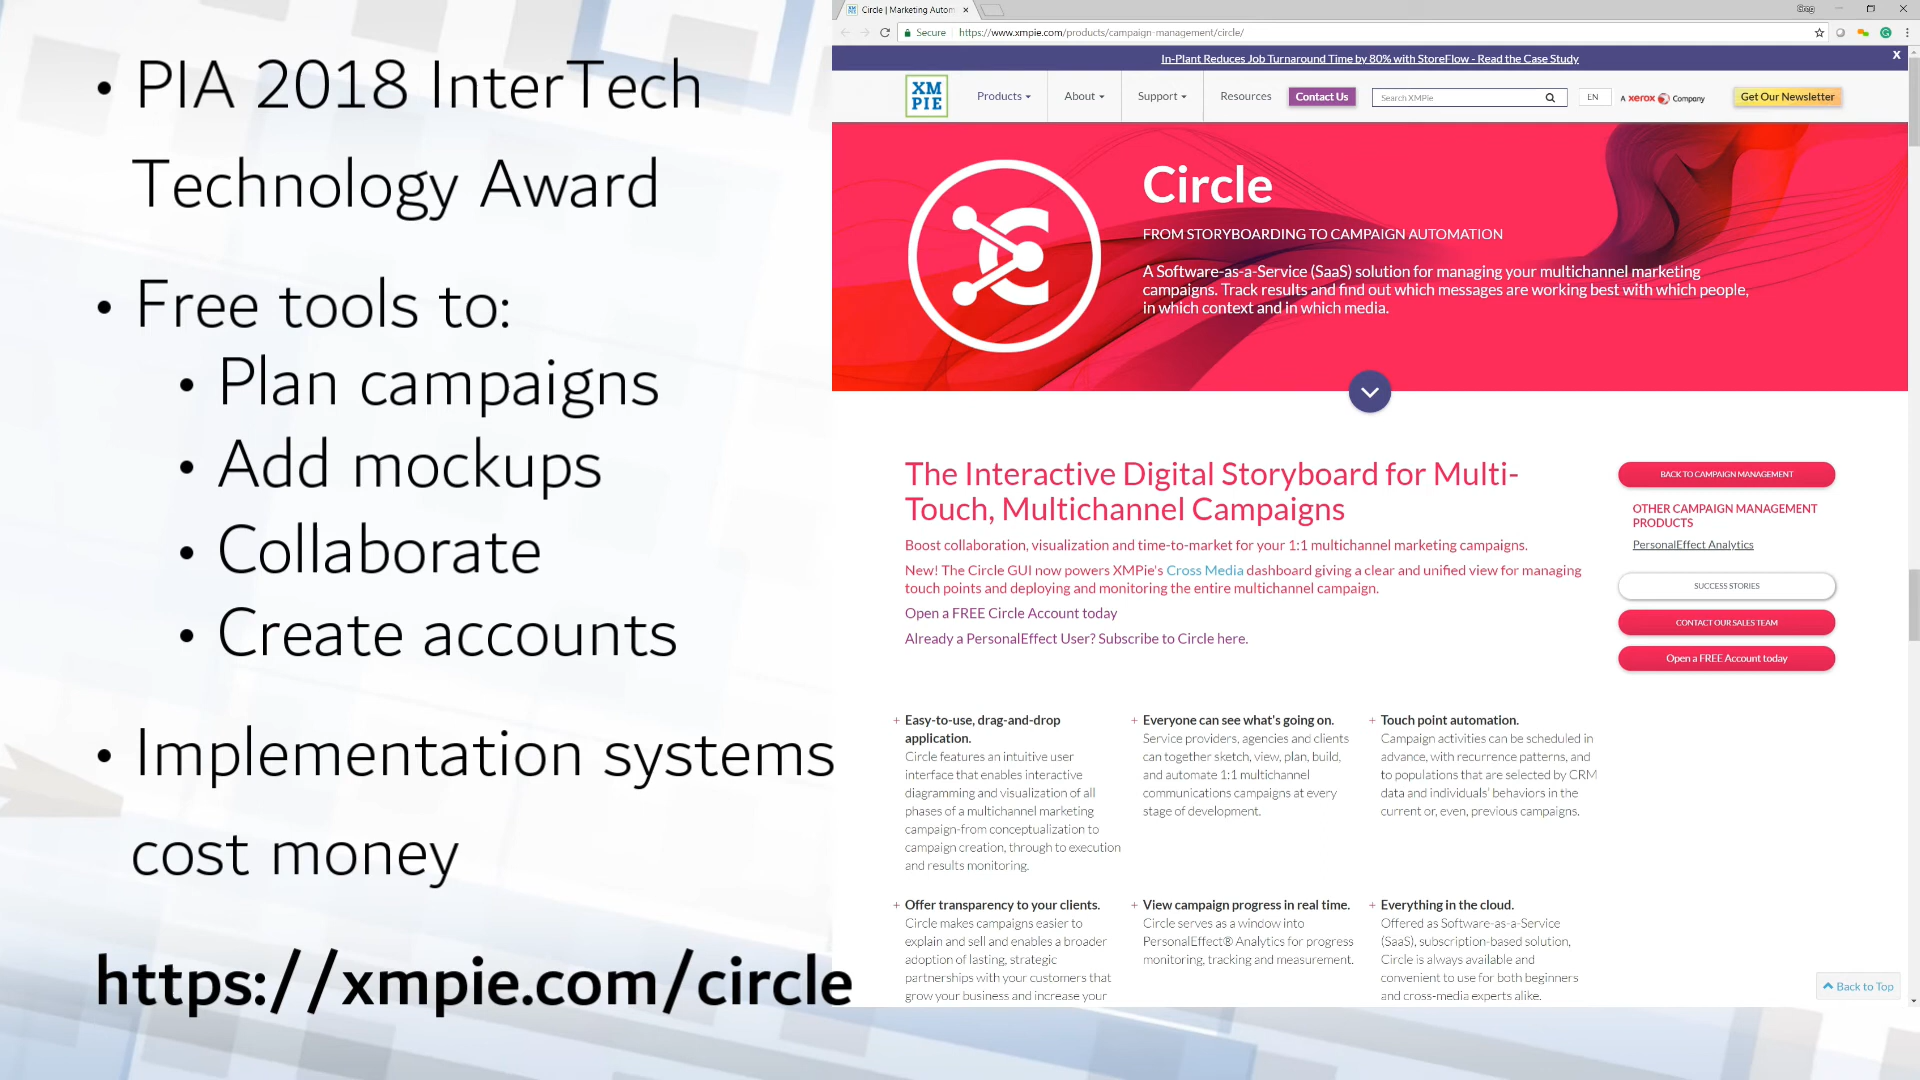 • PIA 2018 InterTech
Technology Award
• Free tools to:
• Plan campaigns
• Add mockups
• Collaborate
• Create accounts
• Implementation systems
cost money
https://xmpie.com/circle
Circle | Marketing Autom
Greg
Secure
https://www.xmpie.com/products/campaign-management/circle/
In-Plant Reduces Job Turnaround Time by 80% with StoreFlow - Read the Case Study
X
XM
PIE
Products
About
Support
Resources
Contact Us
Search XMPie
EN
A xerox Company
Get Our Newsletter
Circle
FROM STORYBOARDING TO CAMPAIGN AUTOMATION
A Software-as-a-Service (SaaS) solution for managing your multichannel marketing
campaigns. Track results and find out which messages are working best with which people,
in which context and in which media.
The Interactive Digital Storyboard for Multi-
Touch, Multichannel Campaigns
Boost collaboration, visualization and time-to-market for your 1:1 multichannel marketing campaigns.
New! The Circle GUI now powers XMPie's Cross Media dashboard giving a clear and unified view for managing
touch points and deploying and monitoring the entire multichannel campaign.
Open a FREE Circle Account today
Already a PersonalEffect User? Subscribe to Circle here.
BACK TO CAMPAIGN MANAGEMENT
OTHER CAMPAIGN MANAGEMENT
PRODUCTS
PersonalEffect Analytics
SUCCESS STORIES
CONTACT OUR SALES TEAM
Open a FREE Account today
+ Easy-to-use, drag-and-drop
application.
Circle features an intuitive user
interface that enables interactive
diagramming and visualization of all
phases of a multichannel marketing
campaign-from conceptualization to
campaign creation, through to execution
and results monitoring.
+ Everyone can see what's going on.
Service providers, agencies and clients
can together sketch, view, plan, build,
and automate 1:1 multichannel
communications campaigns at every
stage of development.
+ Touch point automation.
Campaign activities can be scheduled in
advance, with recurrence patterns, and
to populations that are selected by CRM
data and individuals' behaviors in the
current or, even, previous campaigns.
+ Offer transparency to your clients.
Circle makes campaigns easier to
explain and sell and enables a broader
adoption of lasting, strategic
partnerships with your customers that
grow your business and increase your
+ View campaign progress in real time.
Circle serves as a window into
PersonalEffect® Analytics for progress
monitoring, tracking and measurement.
+ Everything in the cloud.
Offered as Software-as-a-Service
(SaaS), subscription-based solution,
Circle is always available and
convenient to use for both beginners
and cross-media experts alike.
Back to Top